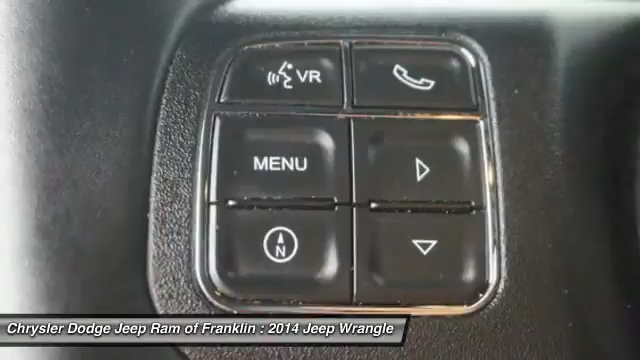 VR
MENU
N
Chrysler Dodge Jeep Ram of Franklin : 2014 Jeep Wrangle